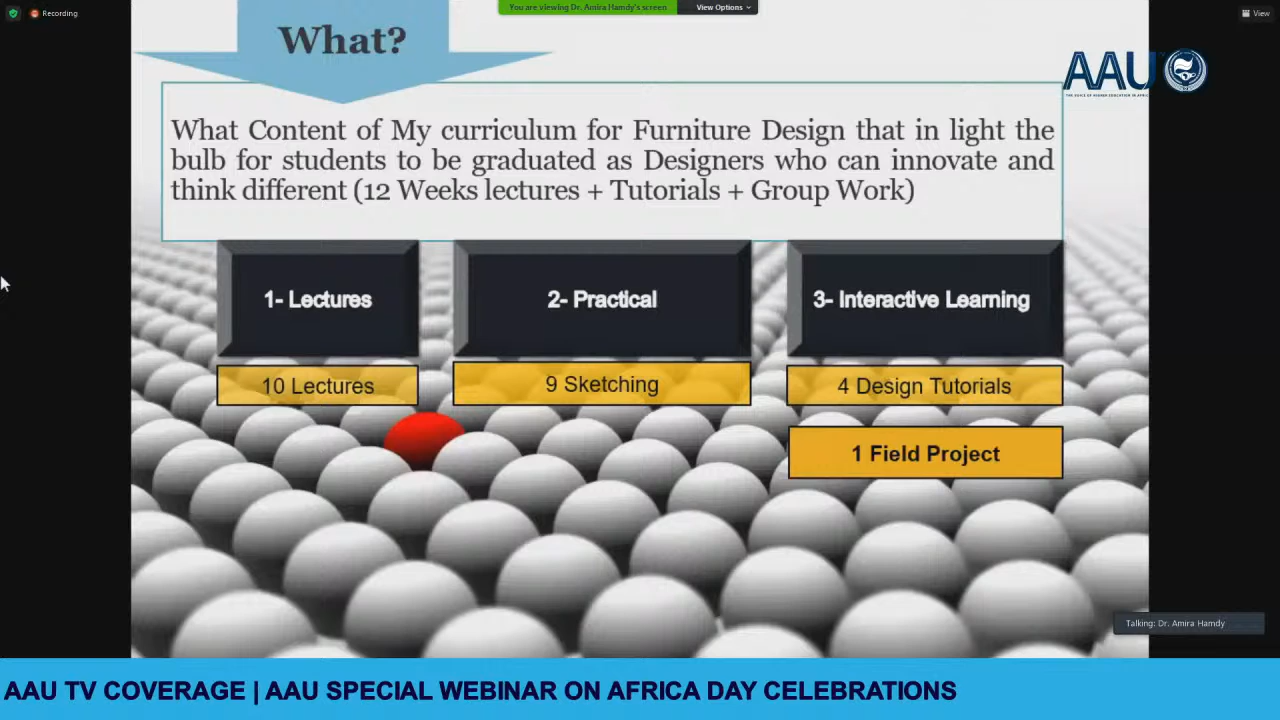 Recording
You are viewing Dr. Amira Hamdy's screen
View Options
View
What?
AAU
What Content of My curriculum for Furniture Design that in light the
bulb for students to be graduated as Designers who can innovate and
think different (12 Weeks lectures + Tutorials + Group Work)
1- Lectures
2- Practical
3- Interactive Learning
10 Lectures
9 Sketching
4 Design Tutorials
1 Field Project
Talking: Dr. Amira Hamdy
AAU TV COVERAGE | AAU SPECIAL WEBINAR ON AFRICA DAY CELEBRATIONS